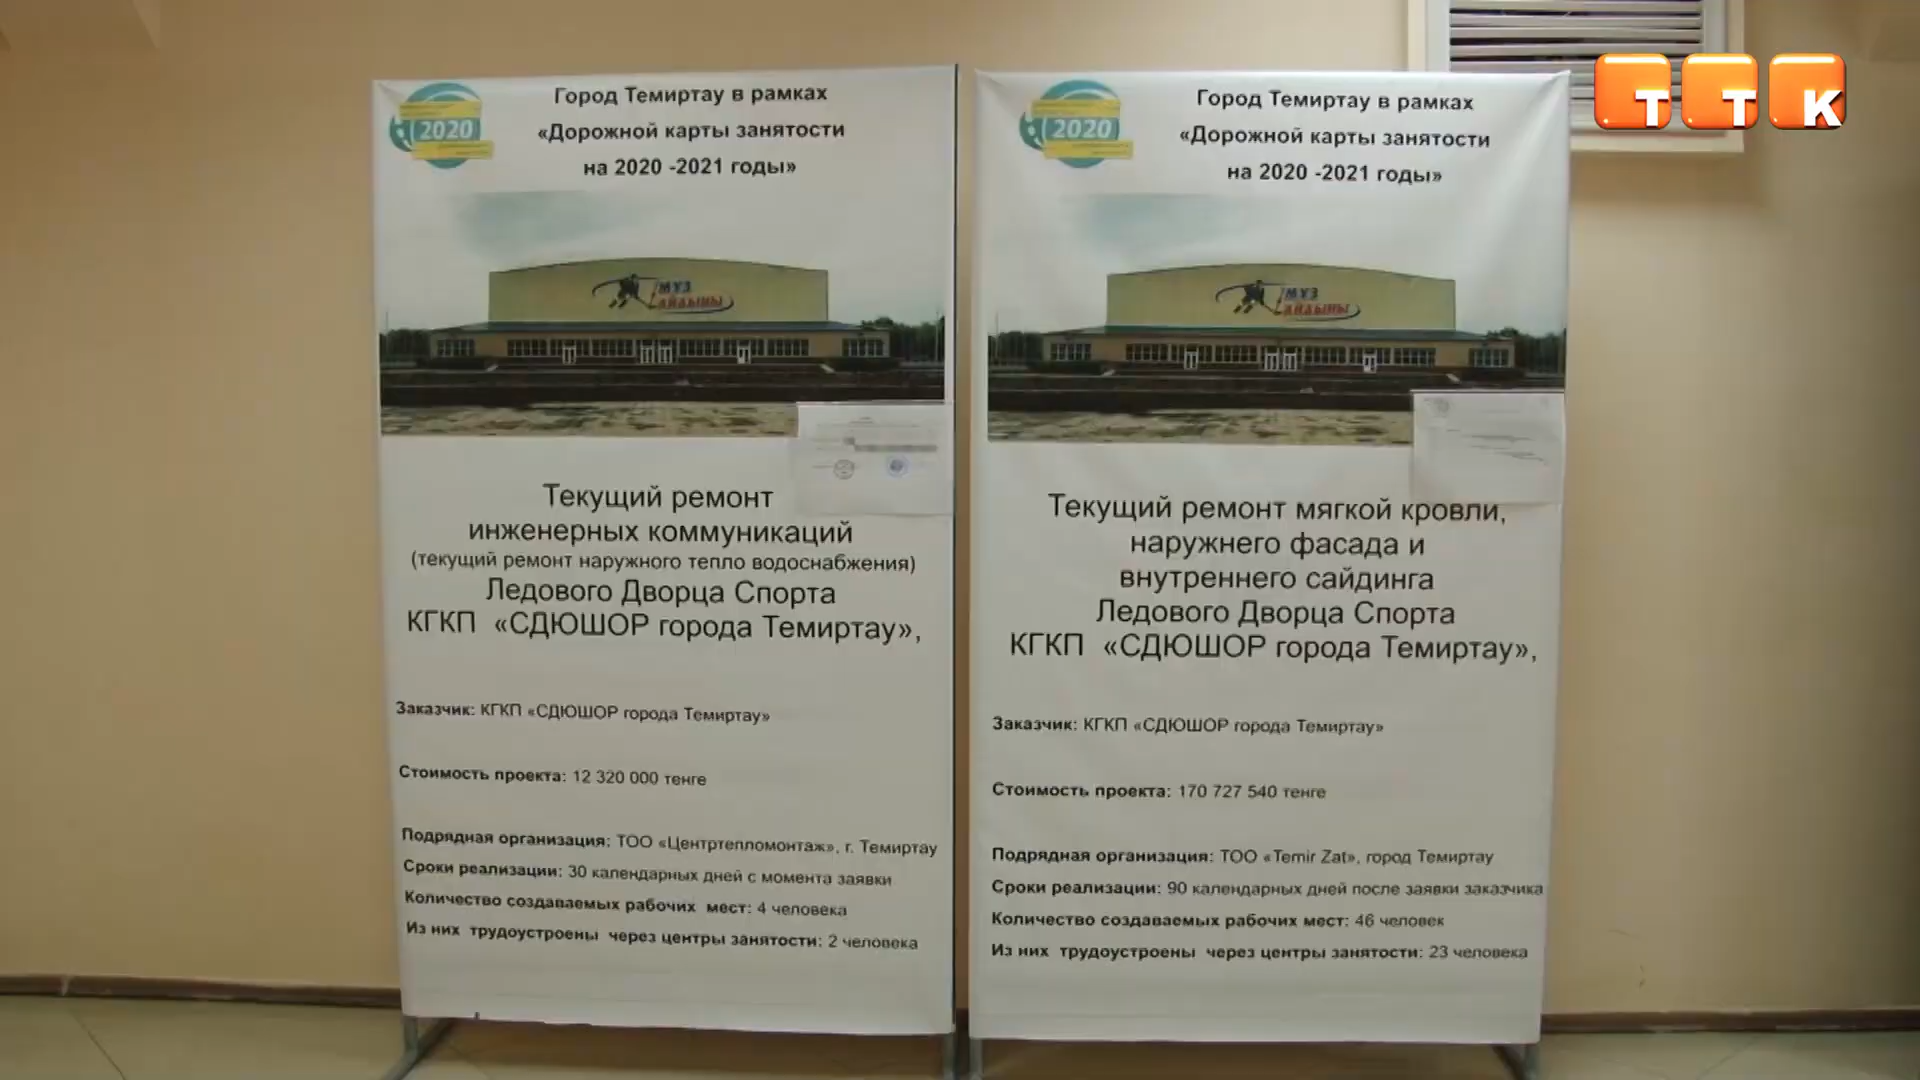 Город Темиртау в рамках
«Дорожной карты занятости
на 2020 -2021 годы»
2020
МУЗ
АЙДЫНЫ
Текущий ремонт
инженерных коммуникаций
(текущий ремонт наружного тепло водоснабжения)
Ледового Дворца Спорта
КГКП «СДЮШОР города Темиртау»,
Заказчик: КГКП «СДЮШОР города Темиртау»
Стоимость проекта: 12 320 000 тенге
Подрядная организация: ТОО «Центртепломонтаж», г. Темиртау
Сроки реализации: 30 календарных дней с момента заявки
Количество создаваемых рабочих мест: 4 человека
Из них трудоустроены через центры занятости: 2 человека
Город Темиртау в рамках
«Дорожной карты занятости
на 2020 -2021 годы»
2020
МУЗ
АЙДЫНЫ
Текущий ремонт мягкой кровли,
наружнего фасада и
внутреннего сайдинга
Ледового Дворца Спорта
КГКП «СДЮШОР города Темиртау»,
Заказчик: КГКП «СДЮШОР города Темиртау»
Стоимость проекта: 170 727 540 тенге
Подрядная организация: ТОО «Temir Zat», город Темиртау
Сроки реализации: 90 календарных дней после заявки заказчика
Количество создаваемых рабочих мест: 46 человек
Из них трудоустроены через центры занятости: 23 человека
ТТК